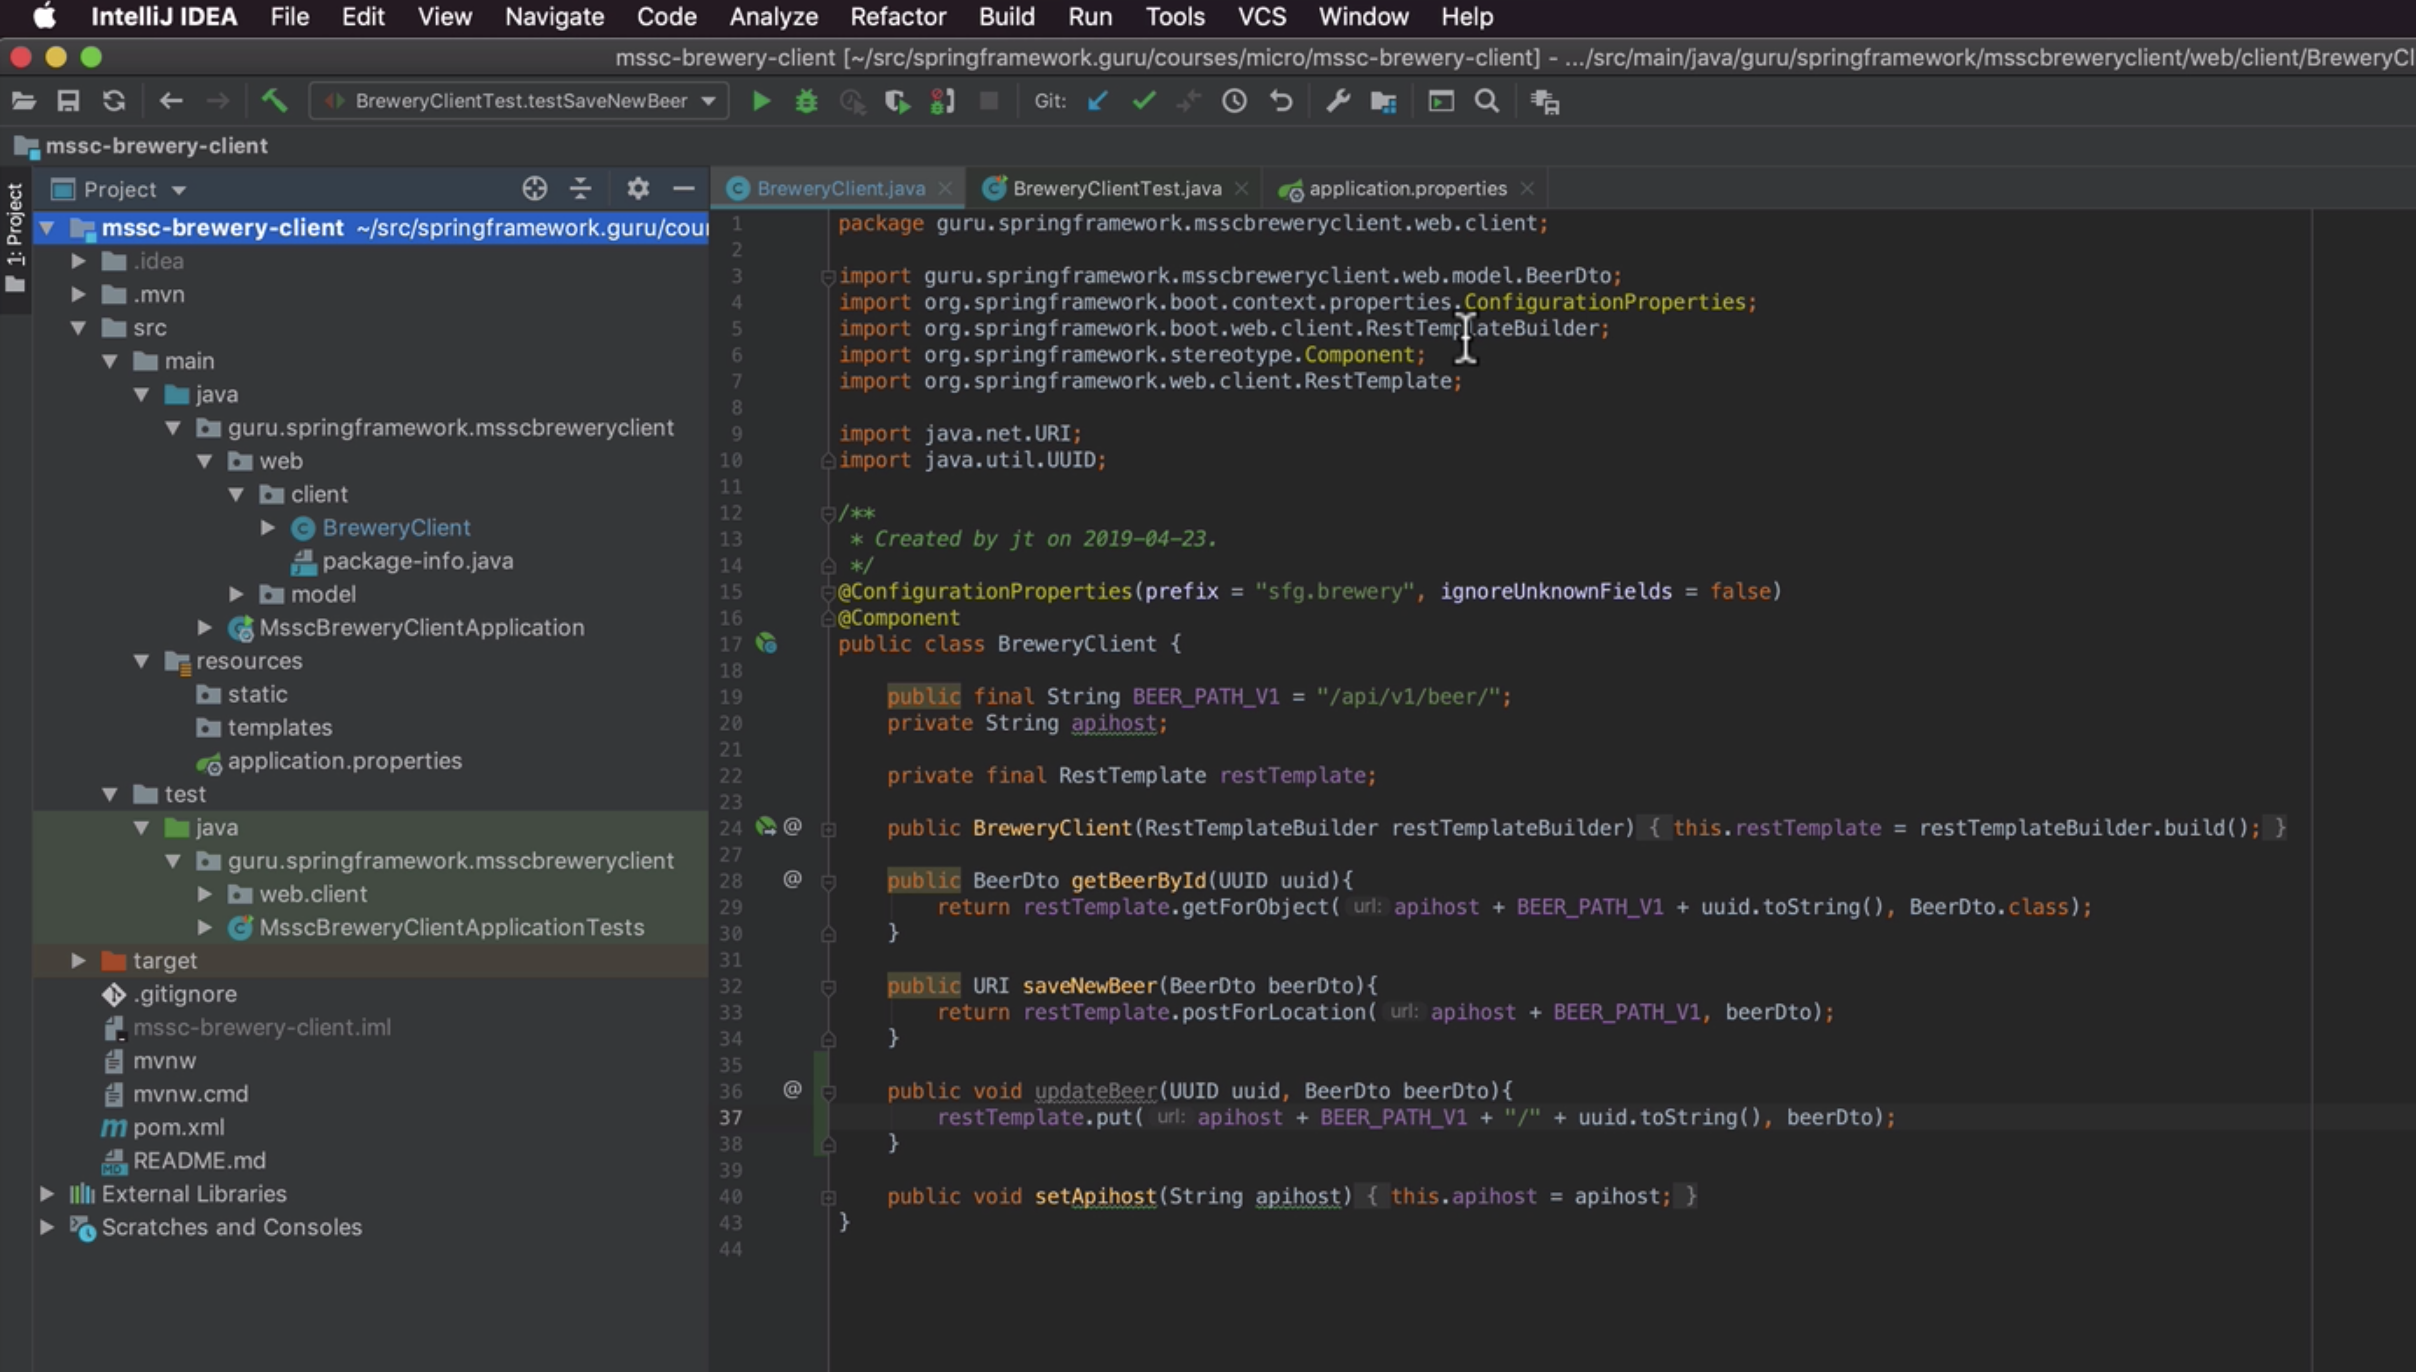 IntelliJ IDEA File Edit View Navigate Code Analyze Refactor Build Run Tools VCS Window Help
mssc-brewery-client [~/src/springframework.guru/courses/micro/mssc-brewery-client] - .../src/main/java/guru/springframework/msscbreweryclient/web/client/BreweryCl
BreweryClientTest.testSaveNewBeer Git:
mssc-brewery-client
1: Project
Project
mssc-brewery-client ~/src/springframework.guru/cour
.idea
.mvn
src
main
java
guru.springframework.msscbreweryclient
web
client
BreweryClient
package-info.java
model
MsscBreweryClientApplication
resources
static
templates
application.properties
test
java
guru.springframework.msscbreweryclient
web.client
MsscBreweryClientApplicationTests
target
.gitignore
mssc-brewery-client.iml
mvnw
mvnw.cmd
pom.xml
README.md
External Libraries
Scratches and Consoles
BreweryClient.java BreweryClientTest.java application.properties
1 package guru.springframework.msscbreweryclient.web.client;
2
3 import guru.springframework.msscbreweryclient.web.model.BeerDto;
4 import org.springframework.boot.context.properties.ConfigurationProperties;
5 import org.springframework.boot.web.client.RestTemplateBuilder;
6 import org.springframework.stereotype.Component;
7 import org.springframework.web.client.RestTemplate;
8
9 import java.net.URI;
10 import java.util.UUID;
11
12 /**
13 * Created by jt on 2019-04-23.
14 */
15 @ConfigurationProperties(prefix = "sfg.brewery", ignoreUnknownFields = false)
16 @Component
17 public class BreweryClient {
18
19 public final String BEER_PATH_V1 = "/api/v1/beer/";
20 private String apihost;
21
22 private final RestTemplate restTemplate;
23
24 @ public BreweryClient(RestTemplateBuilder restTemplateBuilder) { this.restTemplate = restTemplateBuilder.build(); }
27
28 @ public BeerDto getBeerById(UUID uuid){
29 return restTemplate.getForObject( url: apihost + BEER_PATH_V1 + uuid.toString(), BeerDto.class);
30 }
31
32 public URI saveNewBeer(BeerDto beerDto){
33 return restTemplate.postForLocation( url: apihost + BEER_PATH_V1, beerDto);
34 }
35
36 @ public void updateBeer(UUID uuid, BeerDto beerDto){
37 restTemplate.put( url: apihost + BEER_PATH_V1 + "/" + uuid.toString(), beerDto);
38 }
39
40 public void setApihost(String apihost) { this.apihost = apihost; }
43 }
44